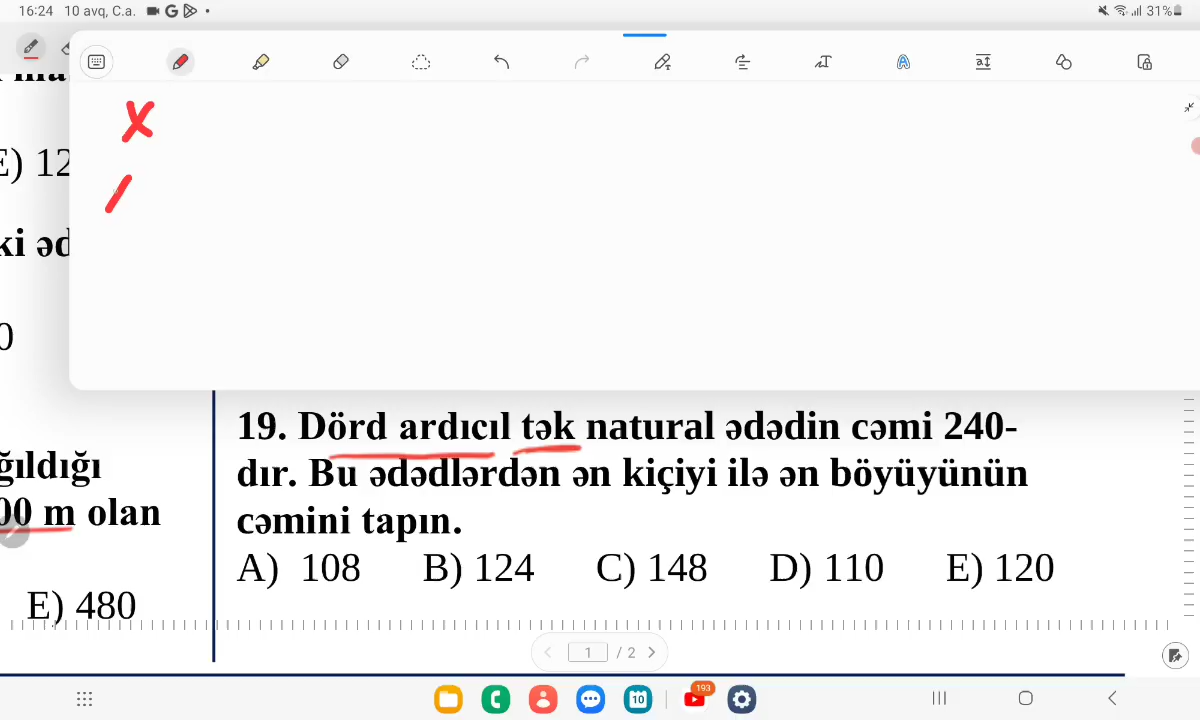 16:24 10 avq, C.a. G • 31%
E) 12
ki əd
0
ğıldığı
00 m olan
E) 480
x
19. Dörd ardıcıl tək natural ədədin cəmi 240-
dır. Bu ədədlərdən ən kiçiyi ilə ən böyüyünün
cəmini tapın.
A) 108 B) 124 C) 148 D) 110 E) 120
1 / 2
10 193